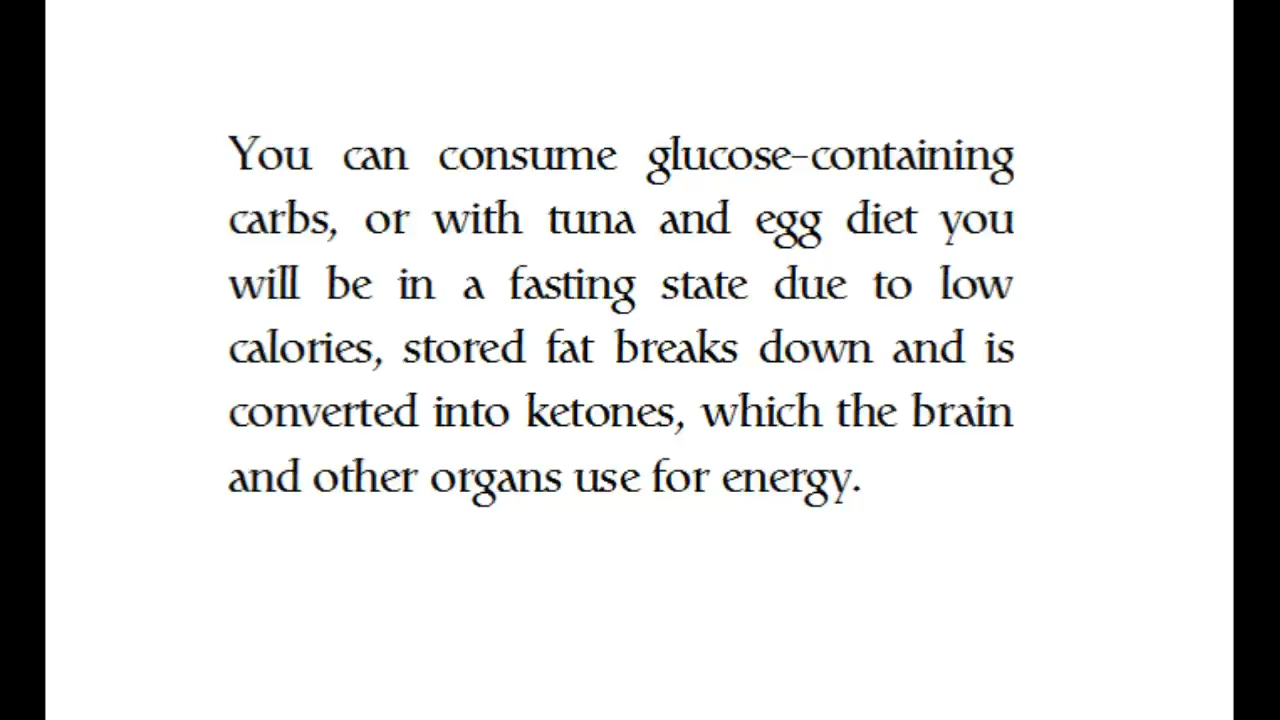 You can consume glucose-containing
carbs, or with tuna and egg diet you
will be in a fasting state due to low
calories, stored fat breaks down and is
converted into ketones, which the brain
and other organs use for energy.